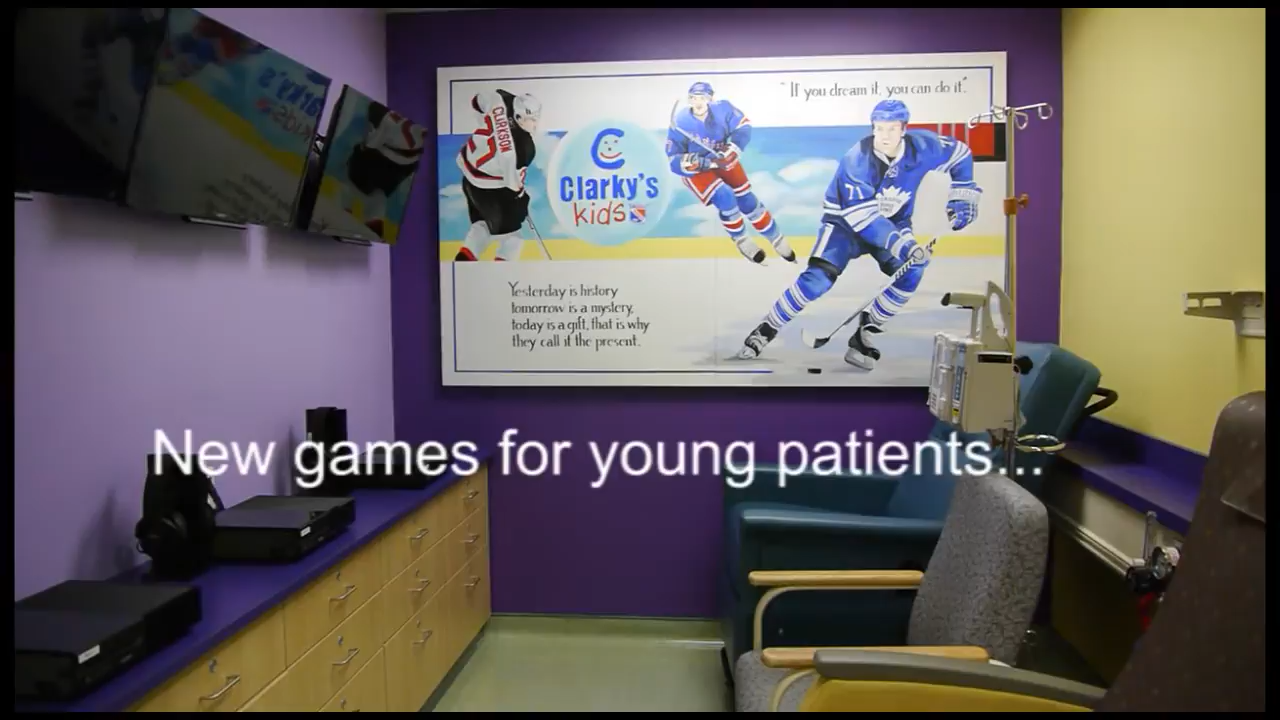 "If you dream it, you can do it."
CLARKSON
23
C
Clarky's
kids
71
Yesterday is history
tomorrow is a mystery,
today is a gift, that is why
they call it the present.
New games for young patients...